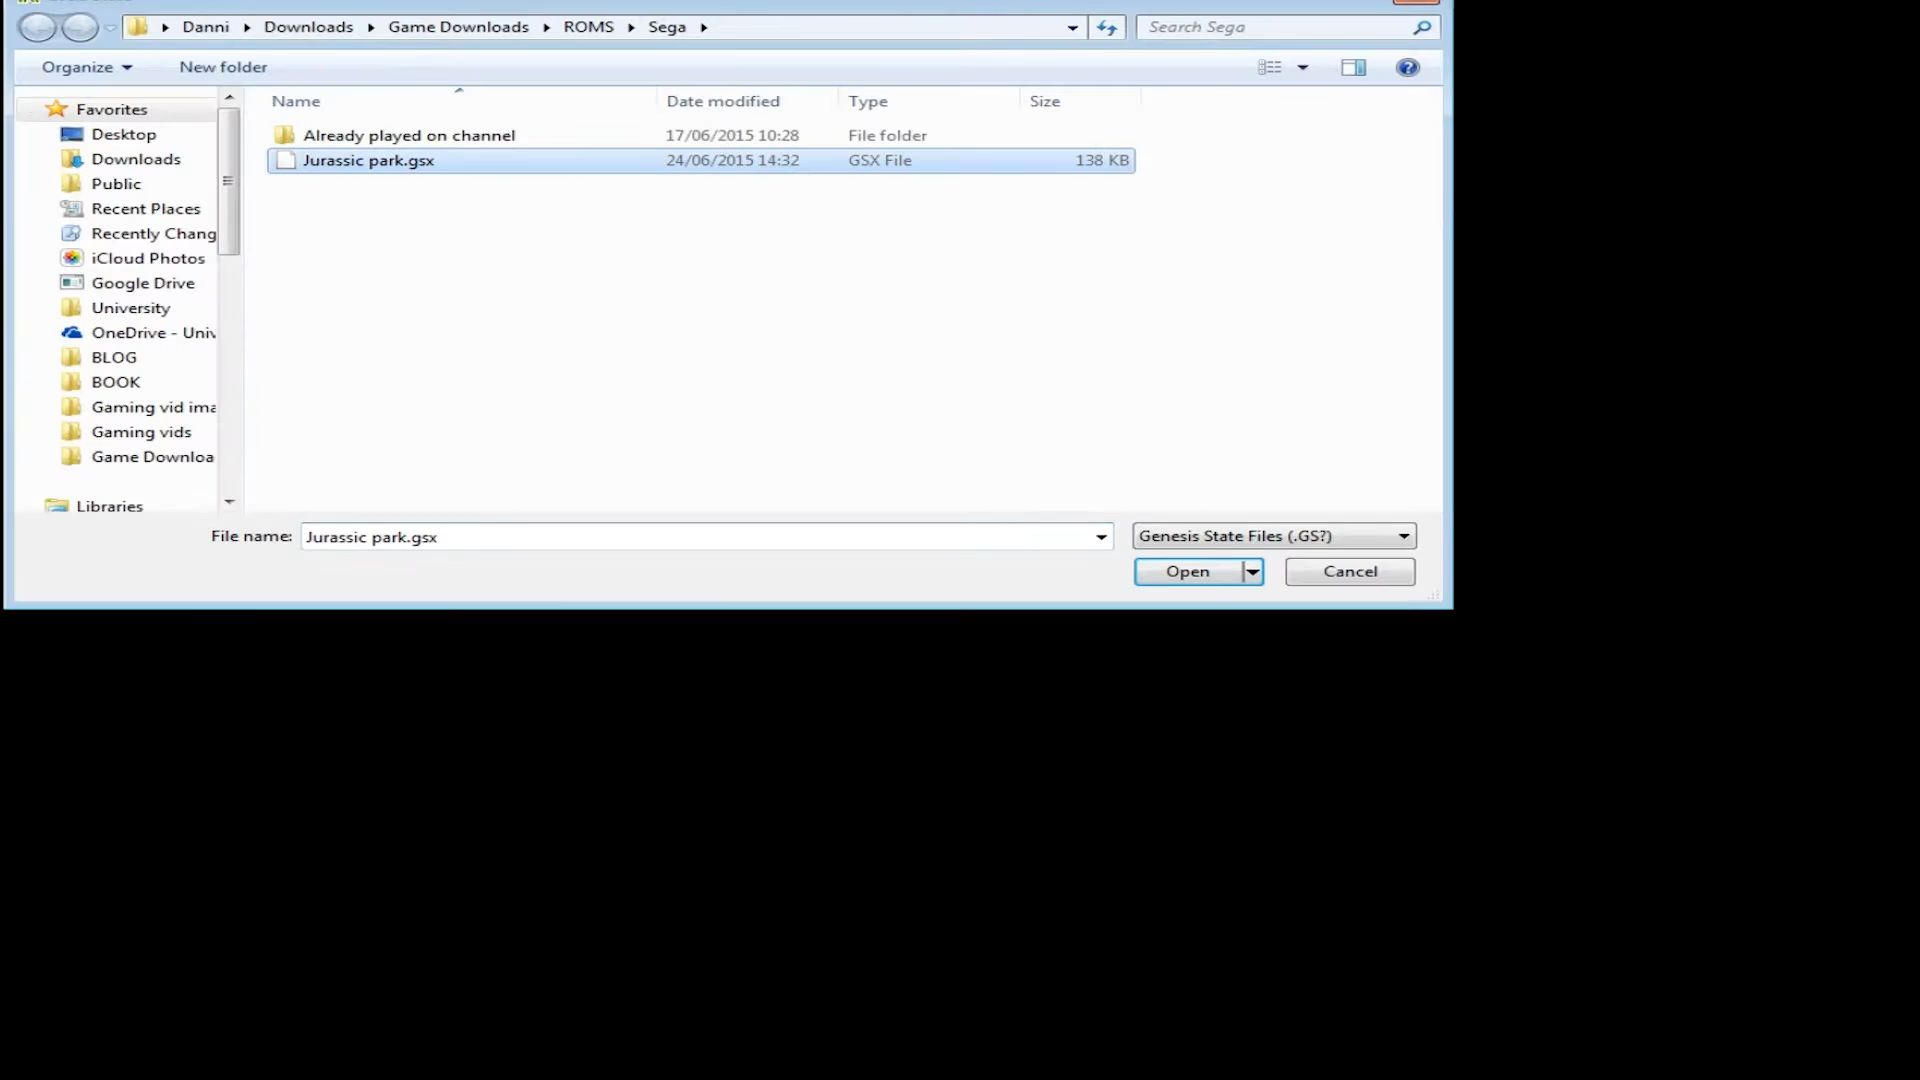 Danni Downloads Game Downloads ROMS Sega Search Sega
Organize New folder
Name Date modified Type Size
Already played on channel 17/06/2015 10:28 File folder
Jurassic park.gsx 24/06/2015 14:32 GSX File 138 KB
Favorites
Desktop
Downloads
Public
Recent Places
Recently Chang
iCloud Photos
Google Drive
University
OneDrive - Univ
BLOG
BOOK
Gaming vid ima
Gaming vids
Game Downloa
Libraries
File name: Jurassic park.gsx Genesis State Files (.GS?)
Open Cancel